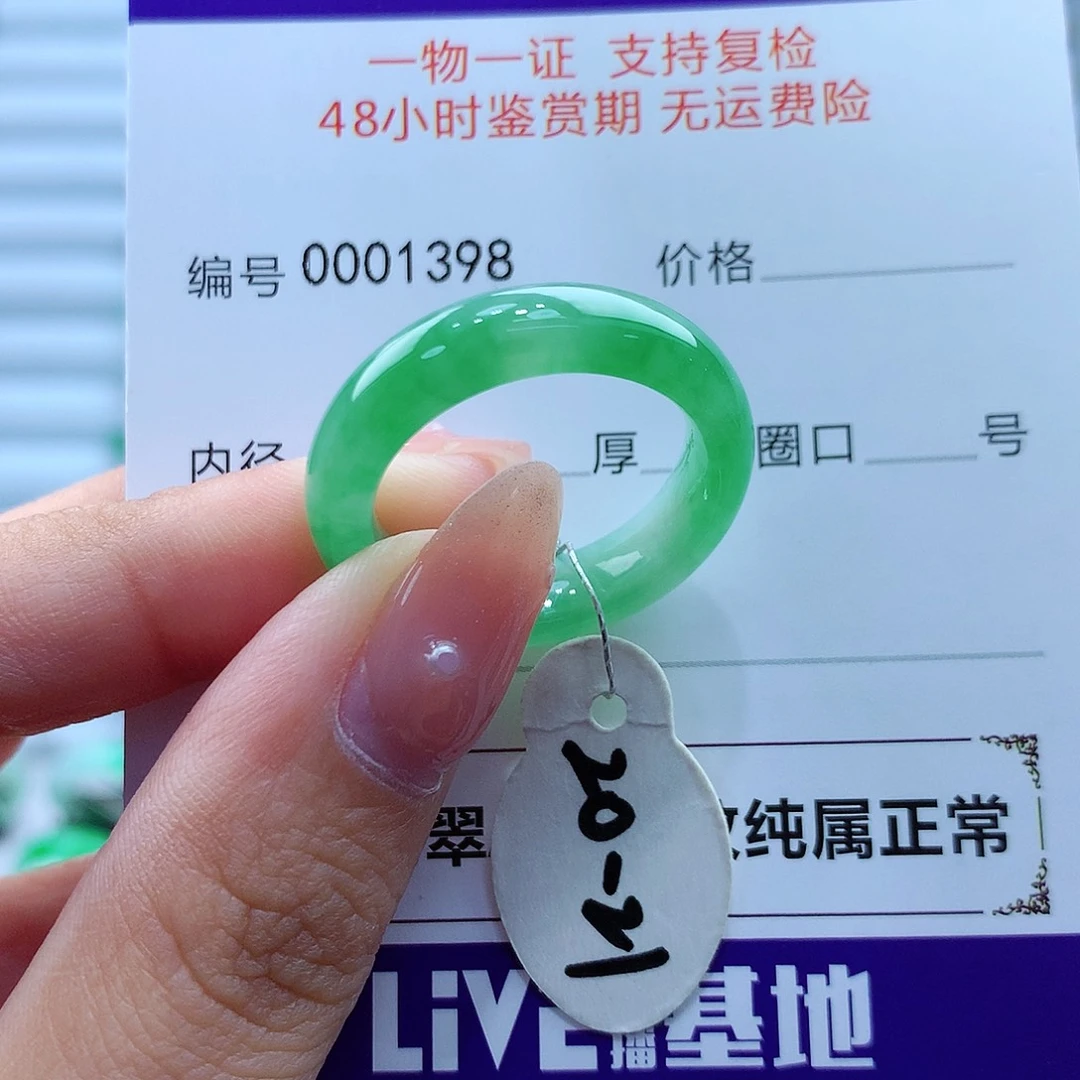 一物一证 支持复检
48小时鉴赏期 无运费险
编号 0001398 价格
内径 厚 圈口 号
翠 纯属正常
LiVE 播基地